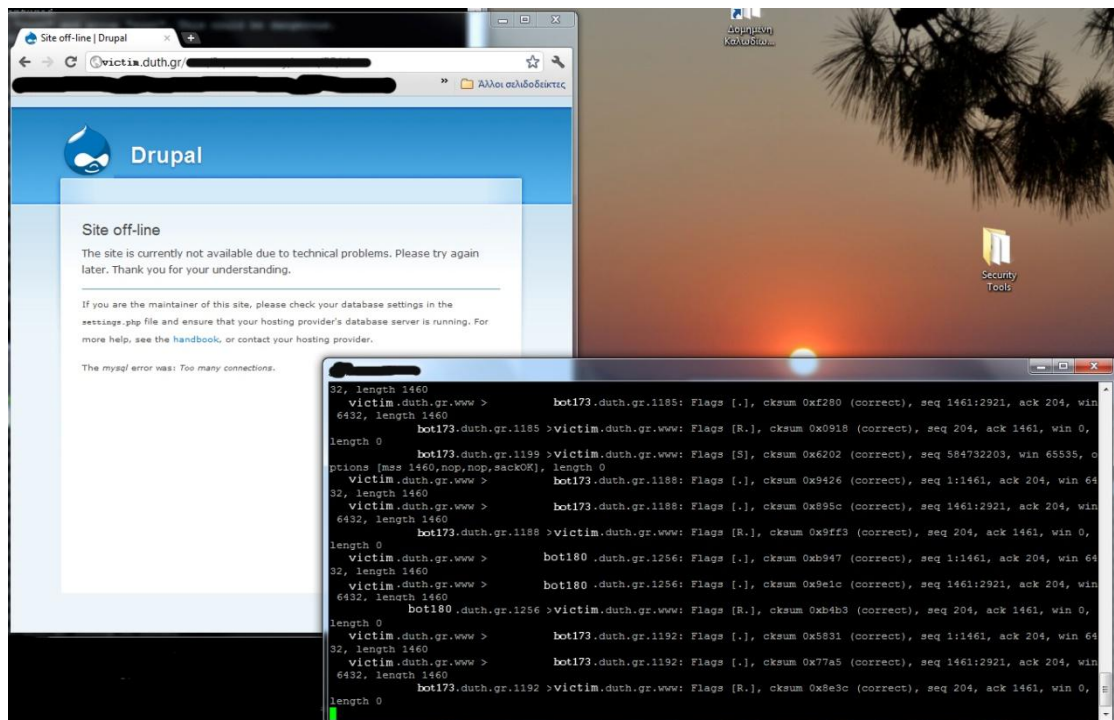 Site off-line | Drupal
victim.duth.gr/
» Άλλοι σελιδοδείκτες
Drupal
Site off-line
The site is currently not available due to technical problems. Please try again
later. Thank you for your understanding.
If you are the maintainer of this site, please check your database settings in the
settings.php file and ensure that your hosting provider's database server is running. For
more help, see the handbook, or contact your hosting provider.
The mysql error was: Too many connections.
Δομημένη
Καλωδίω...
Security
Tools
32, length 1460
victim.duth.gr.www > bot173.duth.gr.1185: Flags [.], cksum 0xf280 (correct), seq 1461:2921, ack 204, win
6432, length 1460
bot173.duth.gr.1185 >victim.duth.gr.www: Flags [R.], cksum 0x0918 (correct), seq 204, ack 1461, win 0,
length 0
bot173.duth.gr.1199 >victim.duth.gr.www: Flags [S], cksum 0x6202 (correct), seq 584732203, win 65535, o
ptions [mss 1460,nop,nop,sackOK], length 0
victim.duth.gr.www > bot173.duth.gr.1188: Flags [.], cksum 0x9426 (correct), seq 1:1461, ack 204, win 64
32, length 1460
victim.duth.gr.www > bot173.duth.gr.1188: Flags [.], cksum 0x895c (correct), seq 1461:2921, ack 204, win
6432, length 1460
bot173.duth.gr.1188 >victim.duth.gr.www: Flags [R.], cksum 0x9ff3 (correct), seq 204, ack 1461, win 0,
length 0
victim.duth.gr.www > bot180 .duth.gr.1256: Flags [.], cksum 0xb947 (correct), seq 1:1461, ack 204, win 64
32, length 1460
victim.duth.gr.www > bot180 .duth.gr.1256: Flags [.], cksum 0x9e1c (correct), seq 1461:2921, ack 204, win
6432, length 1460
bot180 .duth.gr.1256 >victim.duth.gr.www: Flags [R.], cksum 0xb4b3 (correct), seq 204, ack 1461, win 0,
length 0
victim.duth.gr.www > bot173.duth.gr.1192: Flags [.], cksum 0x5831 (correct), seq 1:1461, ack 204, win 64
32, length 1460
victim.duth.gr.www > bot173.duth.gr.1192: Flags [.], cksum 0x77a5 (correct), seq 1461:2921, ack 204, win
6432, length 1460
bot173.duth.gr.1192 >victim.duth.gr.www: Flags [R.], cksum 0x8e3c (correct), seq 204, ack 1461, win 0,
length 0